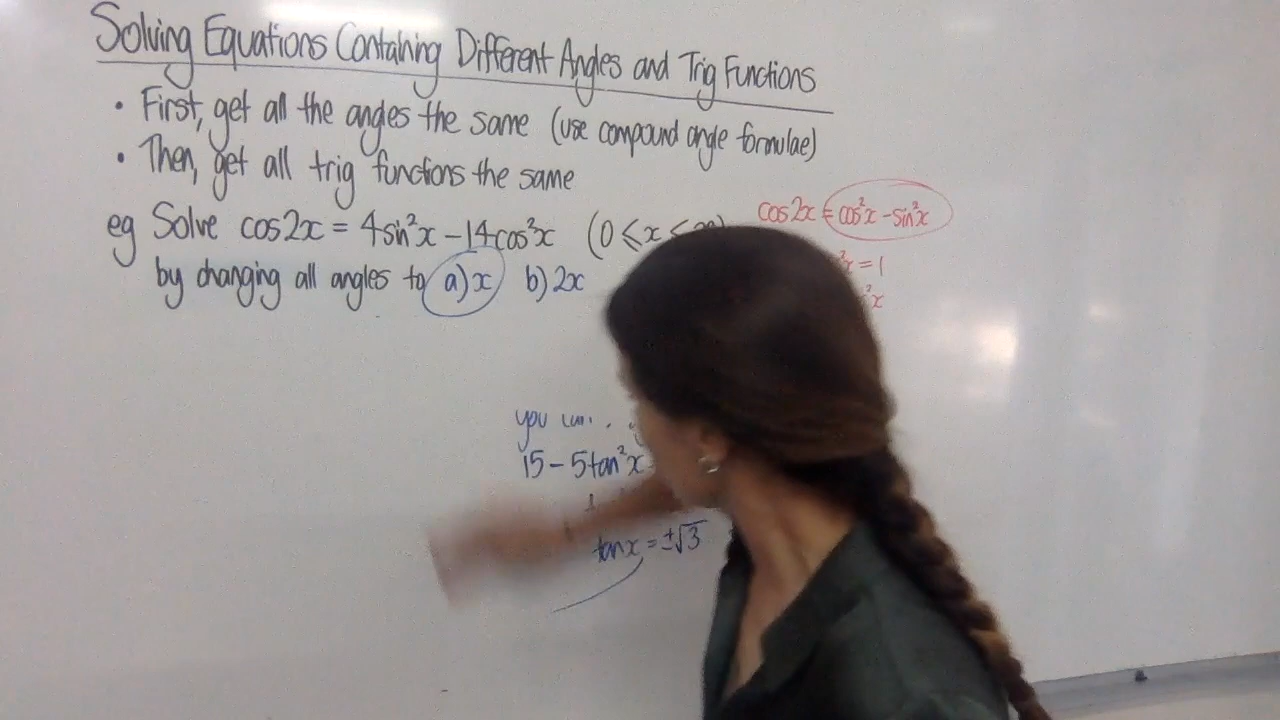 Solving Equations Containing Different Angles and Trig Functions
• First, get all the angles the same (use compound angle formulae)
• Then, get all trig functions the same
eg Solve cos2x = 4sin²x - 14cos²x (0 ≤ x ≤
by changing all angles to a) x b) 2x
cos2x = cos²x - sin²x
= 1
you
15 - 5tan²x
tanx = ±√3